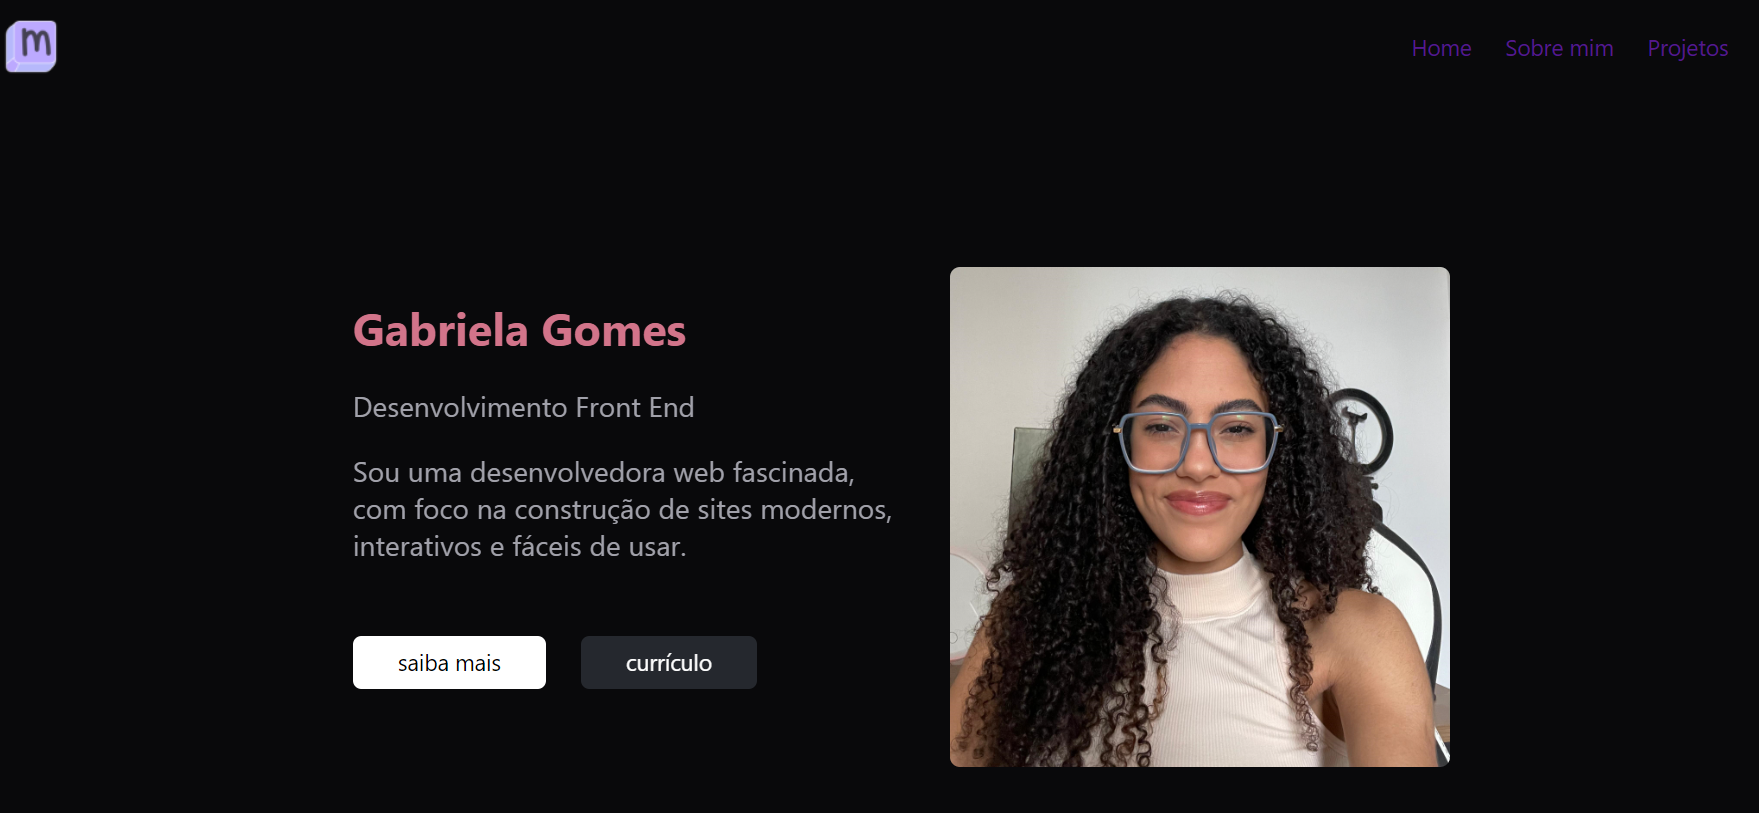 m
Home Sobre mim Projetos
Gabriela Gomes
Desenvolvimento Front End
Sou uma desenvolvedora web fascinada,
com foco na construção de sites modernos,
interativos e fáceis de usar.
saiba mais currículo